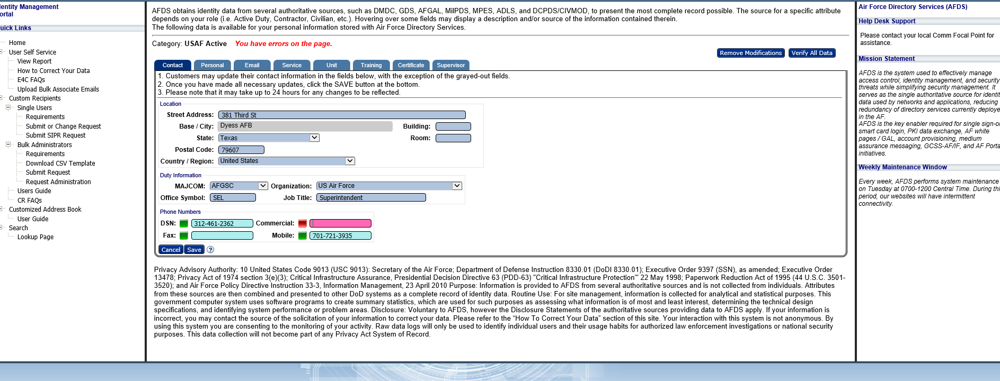 dentity Management
ortal
uick Links
Home
User Self Service
View Report
How to Correct Your Data
E4C FAQs
Upload Bulk Associate Emails
Custom Recipients
Single Users
Requirements
Submit or Change Request
Submit SIPR Request
Bulk Administrators
Requirements
Download CSV Template
Submit Request
Request Administration
Users Guide
CR FAQs
Customized Address Book
User Guide
Search
Lookup Page
AFDS obtains identity data from several authoritative sources, such as DMDC, GDS, AFGAL, MilPDS, MPES, ADLS, and DCPDS/CIVMOD, to present the most complete record possible. The source for a specific attribute
depends on your role (i.e. Active Duty, Contractor, Civilian, etc.). Hovering over some fields may display a description and/or source of the information contained therein.
The following data is available for your personal information stored with Air Force Directory Services.
Category: USAF Active You have errors on the page.
Remove Modifications Verify All Data
Contact Personal Email Service Unit Training Certificate Supervisor
1. Customers may update their contact information in the fields below, with the exception of the grayed-out fields.
2. Once you have made all necessary updates, click the SAVE button at the bottom.
3. Please note that it may take up to 24 hours for any changes to be reflected.
Location
Street Address: 381 Third St
Base / City: Dyess AFB Building:
State: Texas Room:
Postal Code: 79607
Country / Region: United States
Duty Information
MAJCOM: AFGSC Organization: US Air Force
Office Symbol: SEL Job Title: Superintendent
Phone Numbers
DSN: 312-461-2362 Commercial:
Fax: Mobile: 701-721-3935
Cancel Save ?
Privacy Advisory Authority: 10 United States Code 9013 (USC 9013): Secretary of the Air Force; Department of Defense Instruction 8330.01 (DoDI 8330.01); Executive Order 9397 (SSN), as amended; Executive Order
13478; Privacy Act of 1974 section 3(e)(3); Critical Infrastructure Assurance, Presidential Decision Directive 63 (PDD-63) "Critical Infrastructure Protection'" 22 May 1998; Paperwork Reduction Act of 1995 (44 U.S.C. 3501-
3520); and Air Force Policy Directive Instruction 33-3, Information Management, 23 April 2010 Purpose: Information is provided to AFDS from several authoritative sources and is not collected from individuals. Attributes
from these sources are then combined and presented to other DoD systems as a complete record of identity data. Routine Use: For site management, information is collected for analytical and statistical purposes. This
government computer system uses software programs to create summary statistics, which are used for such purposes as assessing what information is of most and least interest, determining the technical design
specifications, and identifying system performance or problem areas. Disclosure: Voluntary to AFDS, however the Disclosure Statements of the authoritative sources providing data to AFDS apply. If your information is
incorrect, you may contact the source of the solicitation of your information to correct your data. Please refer to the “How To Correct Your Data” section of this site. Your interaction with this system is not anonymous. By
using this system you are consenting to the monitoring of your activity. Raw data logs will only be used to identify individual users and their usage habits for authorized law enforcement investigations or national security
purposes. This data collection will not become part of any Privacy Act System of Record.
Air Force Directory Services (AFDS)
Help Desk Support
Please contact your local Comm Focal Point for
assistance.
Mission Statement
AFDS is the system used to effectively manage
access control, identity management, and security
threats while simplifying security management. It
serves as the single authoritative source for identit
data used by networks and applications, reducing
redundancy of directory services currently deploye
in the AF.
AFDS is the key enabler required for single sign-o
smart card login, PKI data exchange, AF white
pages / GAL, account provisioning, medium
assurance messaging, GCSS-AF/IF, and AF Porta
initiatives.
Weekly Maintenance Window
Every week, AFDS performs system maintenance
on Tuesday at 0700-1200 Central Time. During thi
period, our websites will have intermittent
connectivity.